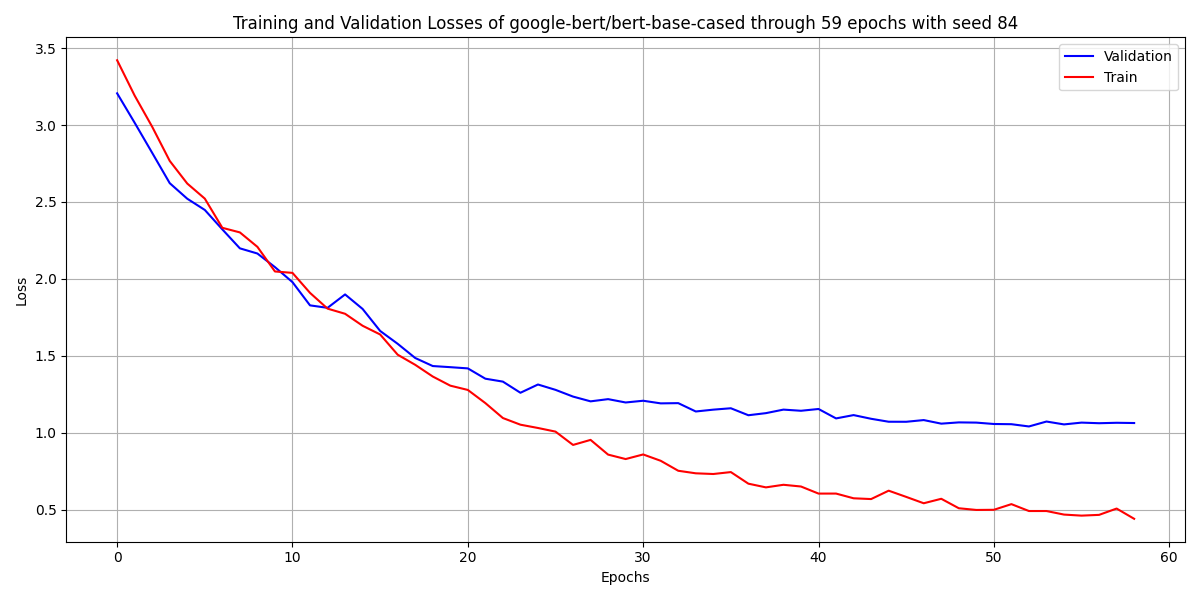 Training and Validation Losses of google-bert/bert-base-cased through 59 epochs with seed 84
Validation
Train
3.5
3.0
2.5
2.0
1.5
1.0
0.5
Loss
0 10 20 30 40 50 60
Epochs